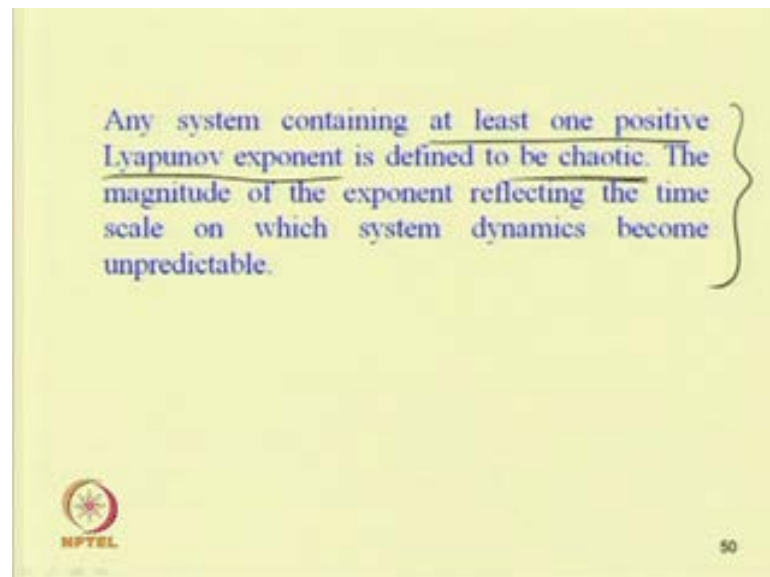 Any system containing at least one positive
Lyapunov exponent is defined to be chaotic. The
magnitude of the exponent reflecting the time
scale on which system dynamics become
unpredictable.
NPTEL
50